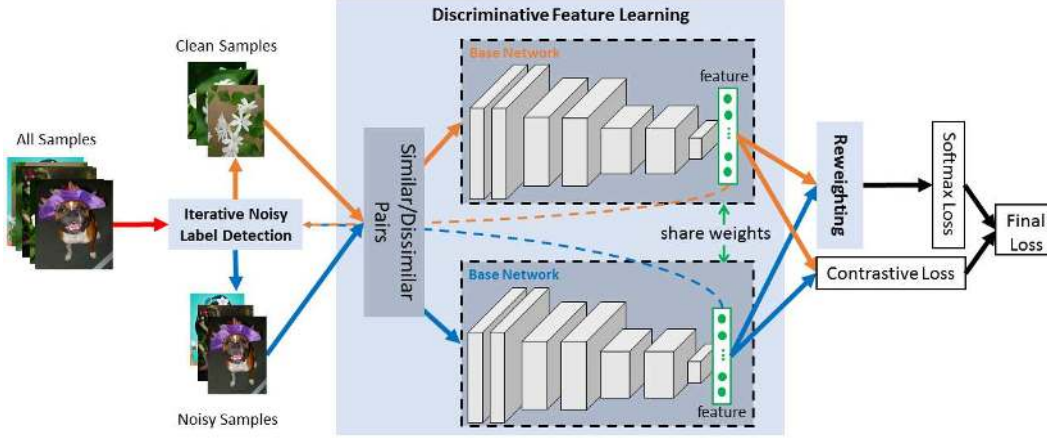 Discriminative Feature Learning
Clean Samples
Base Network
feature
All Samples
Similar/Dissimilar
Pairs
Iterative Noisy
Label Detection
Reweighting
Softmax Loss
Final
Loss
share weights
Contrastive Loss
Base Network
feature
Noisy Samples